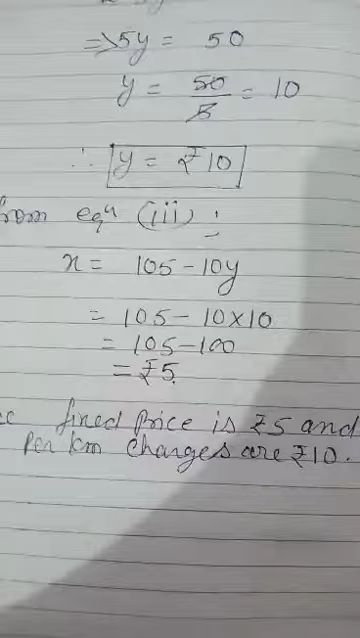 => 5y = 50
y = 50/5 = 10
∴ y = ₹10
from eqn (iii) :
x = 105 - 10y
= 105 - 10×10
= 105 - 100
= ₹5.
fixed price is ₹5 and
Per km charges are ₹10.